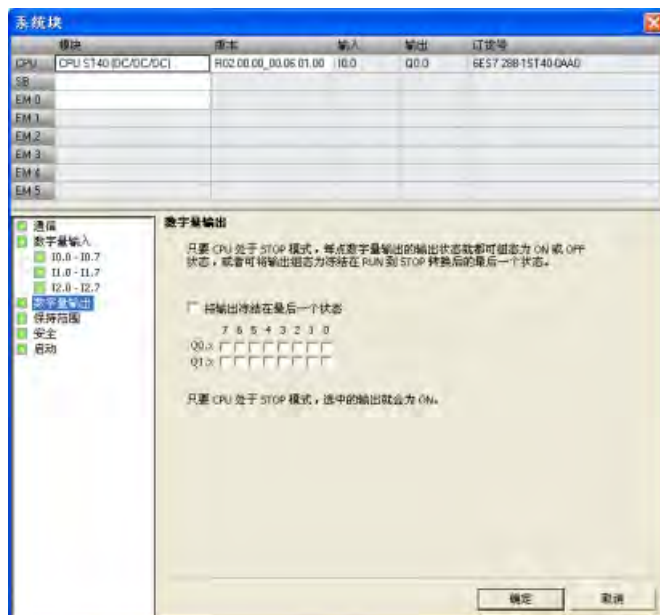 系统块
模块 版本 输入 输出 订货号
CPU CPU ST40 (DC/DC/DC) R02.00.00_00.06.01.00 I0.0 Q0.0 6ES7 288-1ST40-0AA0
SB
EM 0
EM 1
EM 2
EM 3
EM 4
EM 5
通信
数字量输入
I0.0 - I0.7
I1.0 - I1.7
I2.0 - I2.7
数字量输出
保持范围
安全
启动
数字量输出
只要 CPU 处于 STOP 模式，每点数字量输出的输出状态就都可组态为 ON 或 OFF
状态，或者可将输出组态为冻结在 RUN 到 STOP 转换后的最后一个状态。
将输出冻结在最后一个状态
7 6 5 4 3 2 1 0
Q0.x
Q1.x
只要 CPU 处于 STOP 模式，选中的输出就会为 ON。
确定 取消